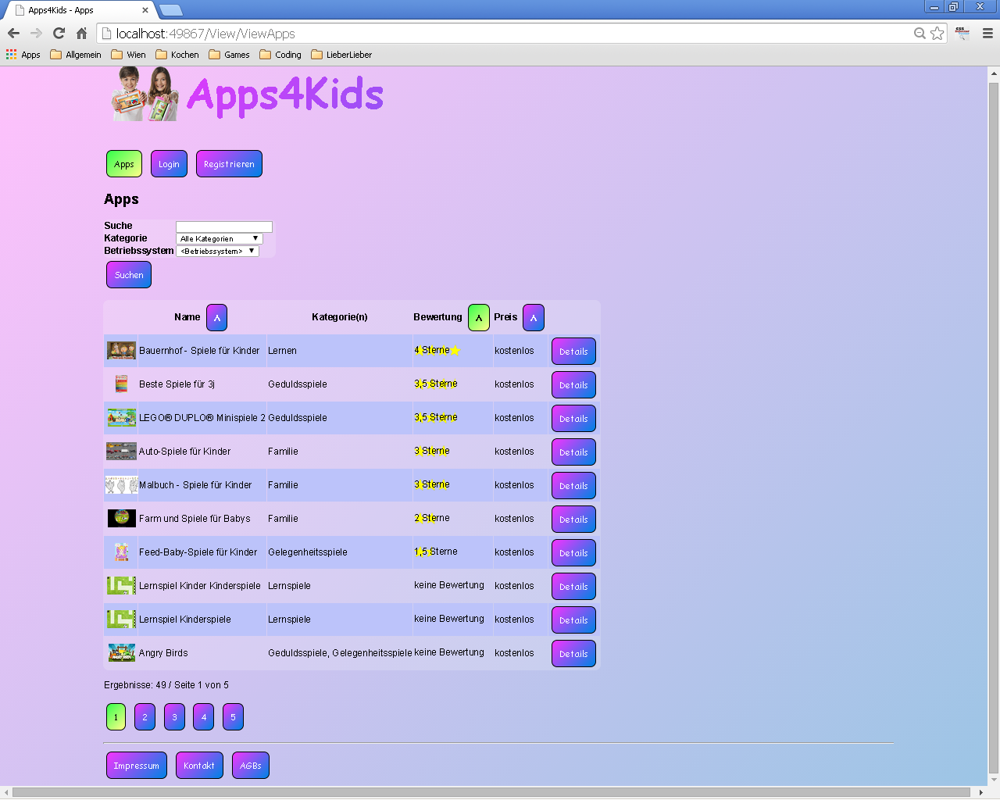 Apps4Kids - Apps
localhost:49867/View/ViewApps
Apps Allgemein Wien Kochen Games Coding LieberLieber
Apps4Kids
Apps Login Registrieren
Apps
Suche
Kategorie Alle Kategorien
Betriebssystem <Betriebssystem>
Suchen
Name Kategorie(n) Bewertung Preis
Bauernhof - Spiele für Kinder Lernen 4 Sterne kostenlos Details
Beste Spiele für 3j Geduldsspiele 3,5 Sterne kostenlos Details
LEGO® DUPLO® Minispiele 2 Geduldsspiele 3,5 Sterne kostenlos Details
Auto-Spiele für Kinder Familie 3 Sterne kostenlos Details
Malbuch - Spiele für Kinder Familie 3 Sterne kostenlos Details
Farm und Spiele für Babys Familie 2 Sterne kostenlos Details
Feed-Baby-Spiele für Kinder Gelegenheitsspiele 1,5 Sterne kostenlos Details
Lernspiel Kinder Kinderspiele Lernspiele keine Bewertung kostenlos Details
Lernspiel Kinderspiele Lernspiele keine Bewertung kostenlos Details
Angry Birds Geduldsspiele, Gelegenheitsspiele keine Bewertung kostenlos Details
Ergebnisse: 49 / Seite 1 von 5
1 2 3 4 5
Impressum Kontakt AGBs